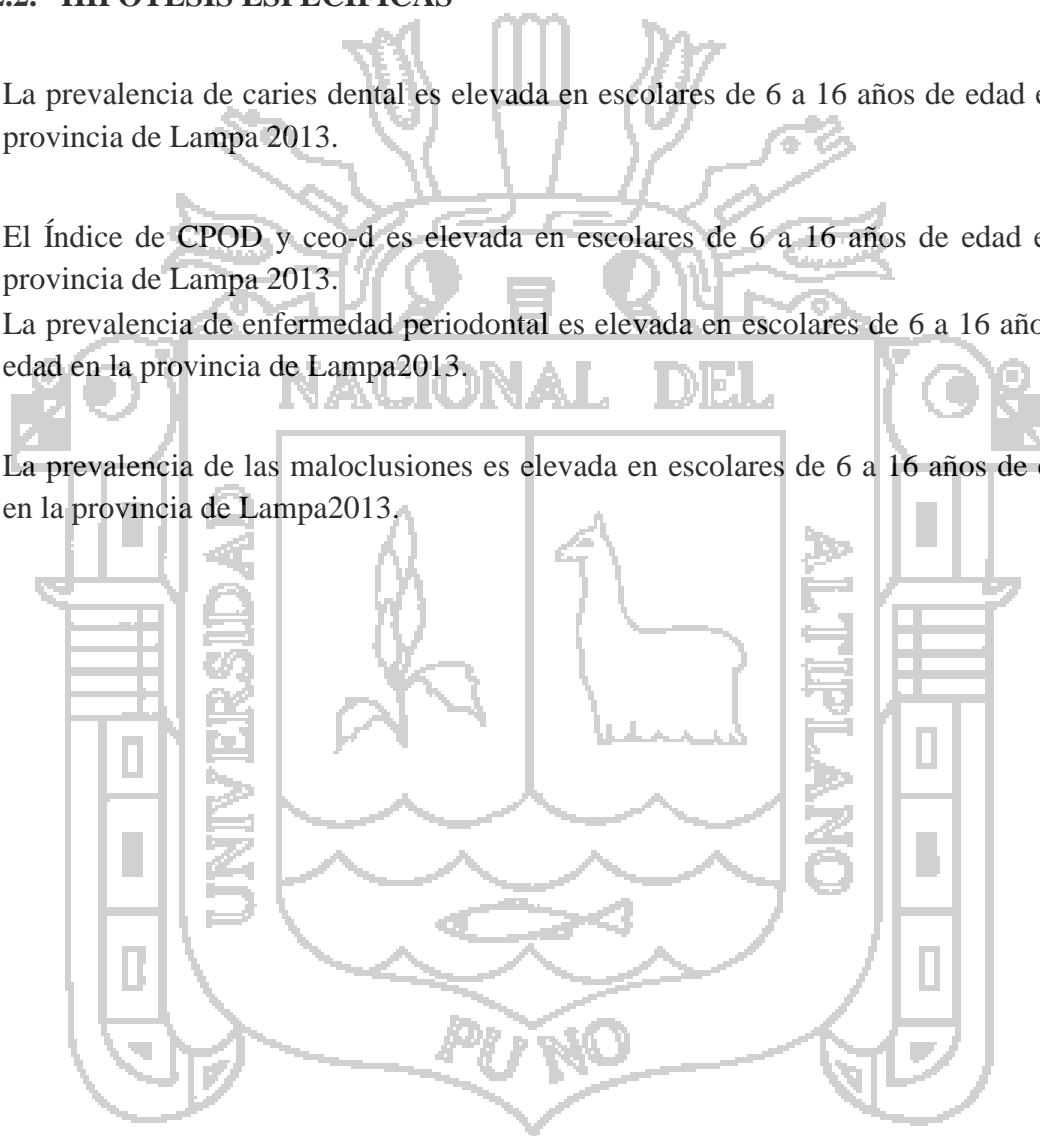 2.2. HIPÓTESIS ESPECÍFICAS
La prevalencia de caries dental es elevada en escolares de 6 a 16 años de edad e
provincia de Lampa 2013.
El Índice de CPOD y ceo-d es elevada en escolares de 6 a 16 años de edad e
provincia de Lampa 2013.
La prevalencia de enfermedad periodontal es elevada en escolares de 6 a 16 año
edad en la provincia de Lampa2013.
NACIONAL DEL
La prevalencia de las maloclusiones es elevada en escolares de 6 a 16 años de
en la provincia de Lampa2013.
UNIVERSIDAD
ALTIPLANO
PUNO